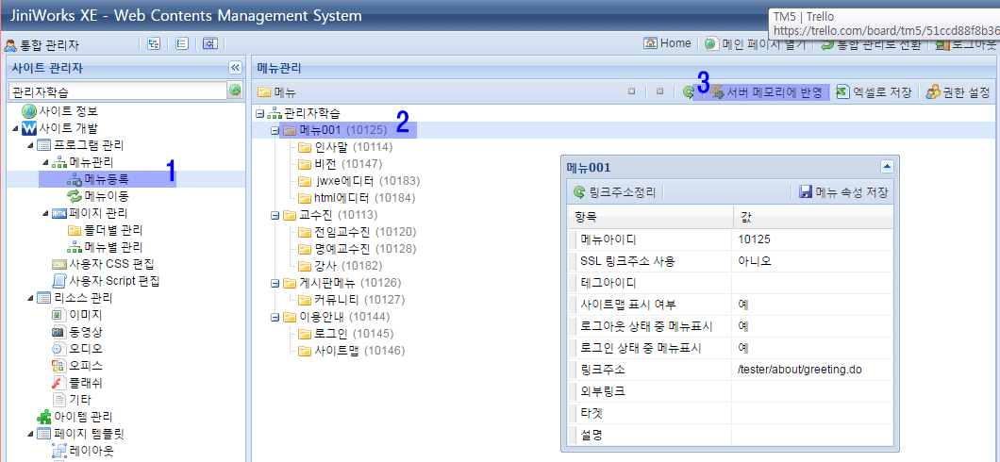 JiniWorks XE - Web Contents Management System
TM5 | Trello
https://trello.com/board/tm5/51ccd88f8b36
통합 관리자
Home
메인 페이지 열기
통합 관리로 전환
로그아웃
사이트 관리자
메뉴관리
관리자학습
메뉴
3
서버 메모리에 반영
엑셀로 저장
권한 설정
사이트 정보
사이트 개발
프로그램 관리
메뉴관리
메뉴등록
1
메뉴이동
페이지 관리
폴더별 관리
메뉴별 관리
사용자 CSS 편집
사용자 Script 편집
리소스 관리
이미지
동영상
오디오
오피스
플래쉬
기타
아이템 관리
페이지 템플릿
레이아웃
관리자학습
메뉴001 (10125)
2
인사말 (10114)
비전 (10147)
jwxe에디터 (10183)
html에디터 (10184)
교수진 (10113)
전임교수진 (10120)
명예교수진 (10128)
강사 (10182)
게시판메뉴 (10126)
커뮤니티 (10127)
이용안내 (10144)
로그인 (10145)
사이트맵 (10146)
메뉴001
링크주소정리
메뉴 속성 저장
항목 값
메뉴아이디 10125
SSL 링크주소 사용 아니오
테그아이디
사이트맵 표시 여부 예
로그아웃 상태 중 메뉴표시 예
로그인 상태 중 메뉴표시 예
링크주소 /tester/about/greeting.do
외부링크
타겟
설명